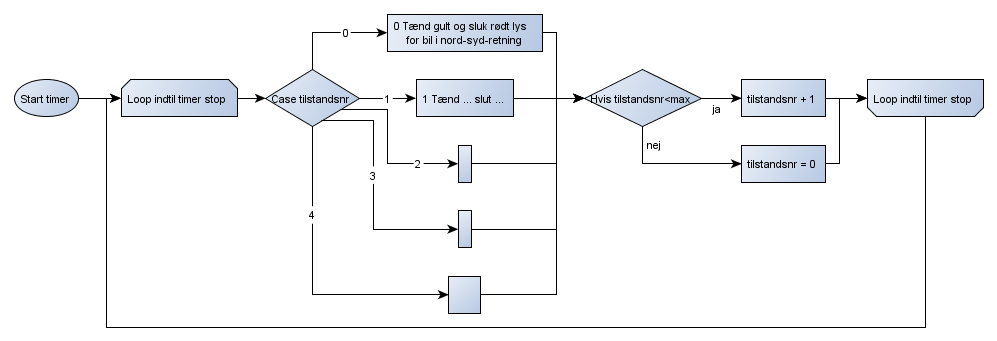 0
0 Tænd gult og sluk rødt lys
for bil i nord-syd-retning
Start timer
Loop indtil timer stop
Case tilstandsnr
1
1 Tænd ... slut ...
Hvis tilstandsnr<max
ja
tilstandsnr + 1
Loop indtil timer stop
nej
2
tilstandsnr = 0
3
4